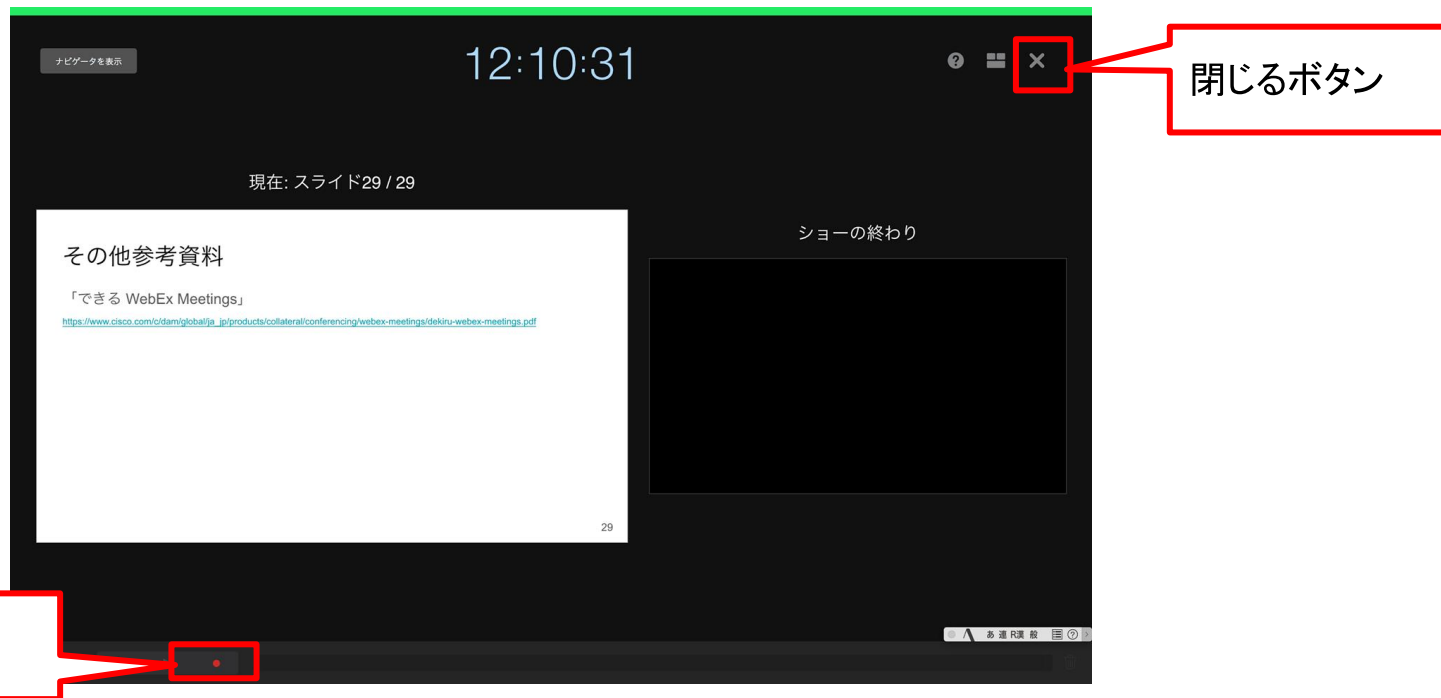 ナビゲータを表示
12:10:31
閉じるボタン
現在: スライド29 / 29
ショーの終わり
その他参考資料
「できる WebEx Meetings」
https://www.cisco.com/c/dam/global/ja_jp/products/collateral/conferencing/webex-meetings/dekiru-webex-meetings.pdf
29
あ 連 R漢 般